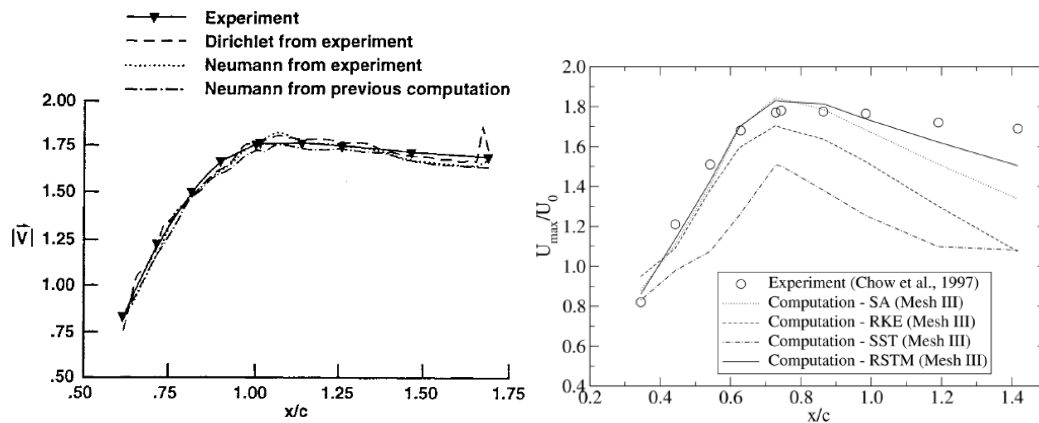 Experiment
Dirichlet from experiment
Neumann from experiment
Neumann from previous computation
2.00
1.75
1.50
1.25
1.00
.75
.50
|V⃗|
.50
0.75
1.00
1.25
1.50
1.75
x/c
2.0
1.8
1.6
1.4
1.2
1.0
0.8
0.6
0.4
U_max/U_0
Experiment (Chow et al., 1997)
Computation - SA (Mesh III)
Computation - RKE (Mesh III)
Computation - SST (Mesh III)
Computation - RSTM (Mesh III)
0.2
0.4
0.6
0.8
1.0
1.2
1.4
x/c